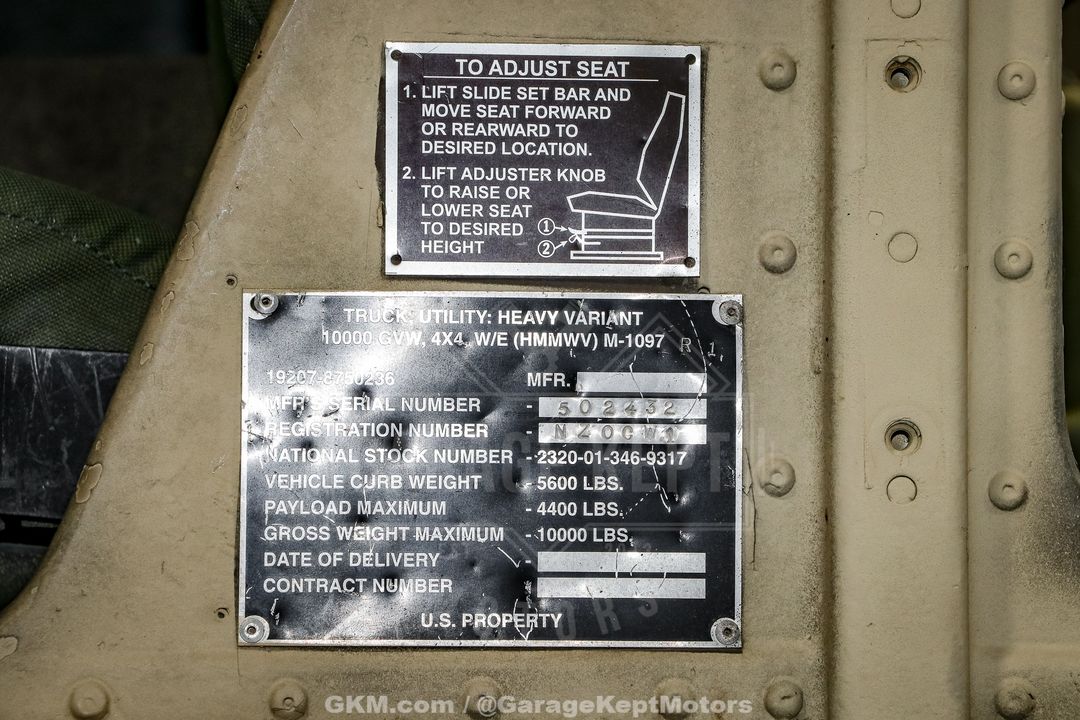 TO ADJUST SEAT
1. LIFT SLIDE SET BAR AND
MOVE SEAT FORWARD
OR REARWARD TO
DESIRED LOCATION.
2. LIFT ADJUSTER KNOB
TO RAISE OR
LOWER SEAT
TO DESIRED
HEIGHT
1
2
TRUCK: UTILITY: HEAVY VARIANT
10000 GVW, 4X4, W/E (HMMWV) M-1097 R 1
19207-8750236 MFR.
MFR'S SERIAL NUMBER - 502432
REGISTRATION NUMBER - NZ0GW1
NATIONAL STOCK NUMBER - 2320-01-346-9317
VEHICLE CURB WEIGHT - 5600 LBS.
PAYLOAD MAXIMUM - 4400 LBS.
GROSS WEIGHT MAXIMUM - 10000 LBS.
DATE OF DELIVERY -
CONTRACT NUMBER -
U.S. PROPERTY
GKM.com / @GarageKeptMotors